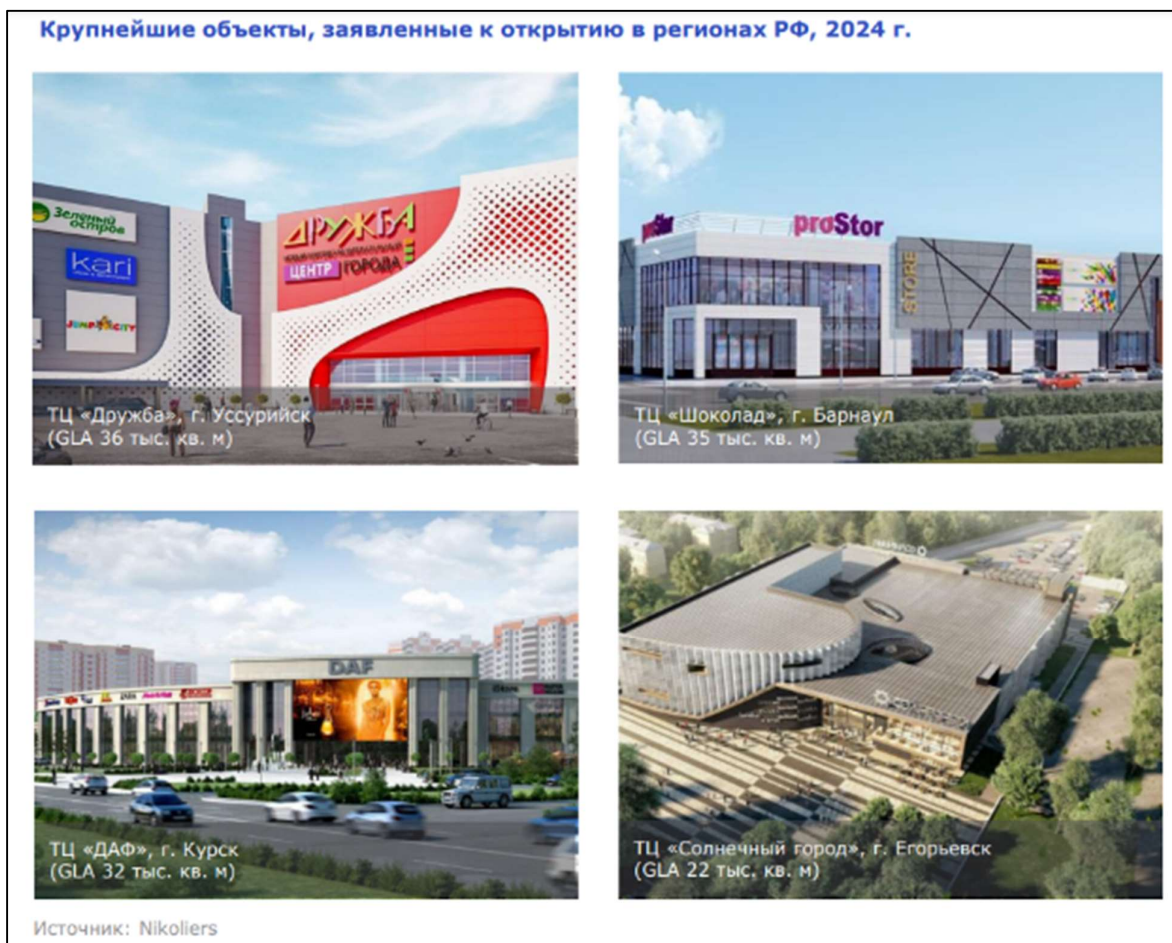 Крупнейшие объекты, заявленные к открытию в регионах РФ, 2024 г.
Зеленый
остров
kari
JUMP CITY
ДРУЖБА
ЦЕНТР ГОРОДА
ТЦ «Дружба», г. Уссурийск
(GLA 36 тыс. кв. м)
proStor
proStor
STORE
ТЦ «Шоколад», г. Барнаул
(GLA 35 тыс. кв. м)
DAF
ТЦ «ДАФ», г. Курск
(GLA 32 тыс. кв. м)
ТЦ «Солнечный город», г. Егорьевск
(GLA 22 тыс. кв. м)
Источник: Nikoliers